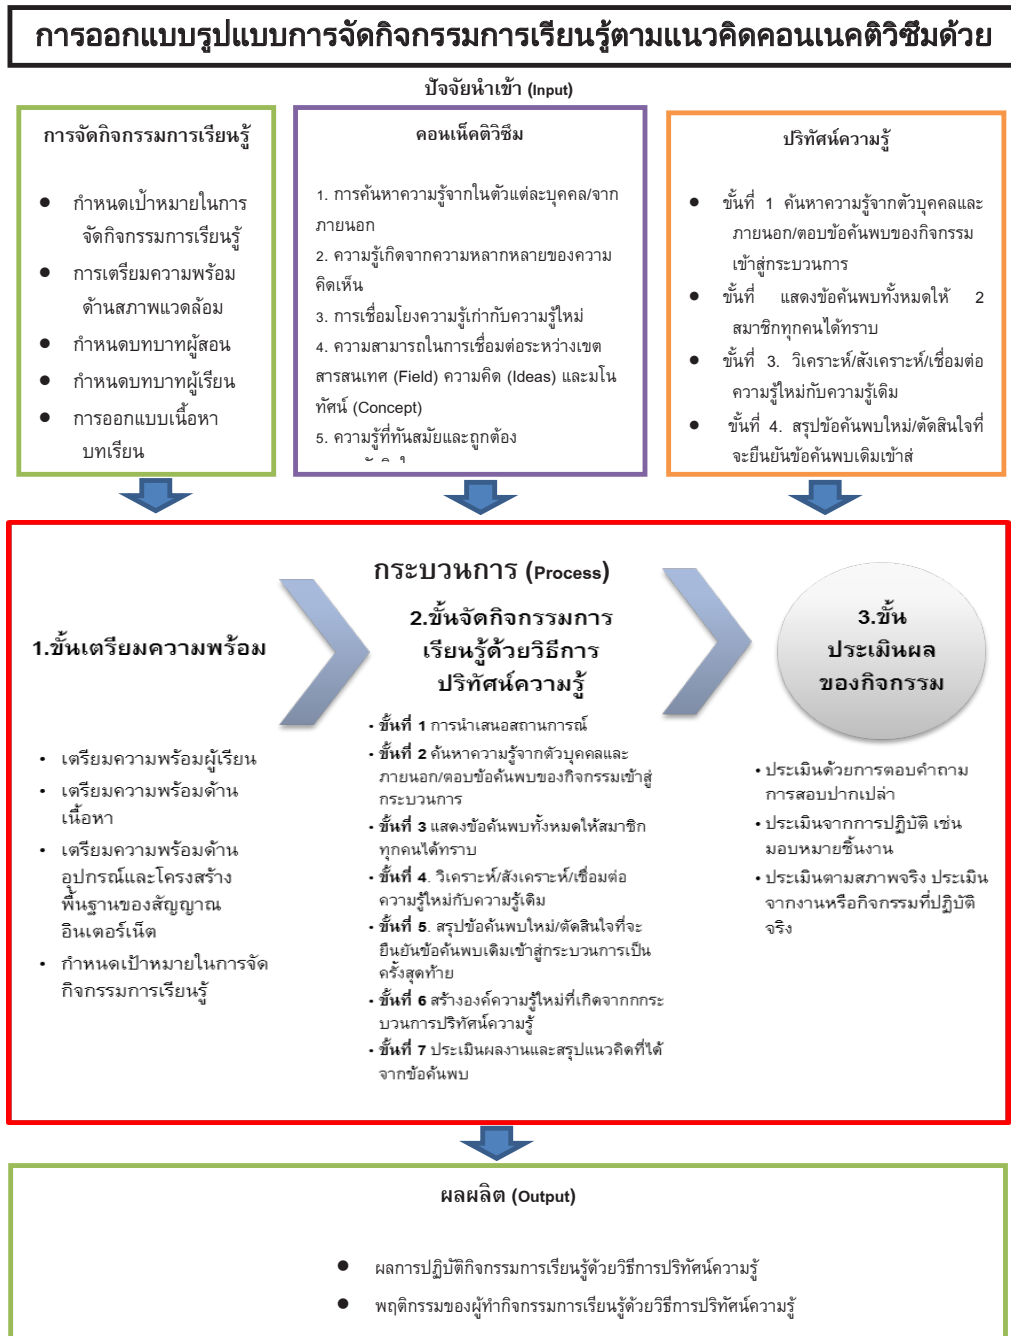 การออกแบบรูปแบบการจัดกิจกรรมการเรียนรู้ตามแนวคิดคอนเนคติวิซึมด้วย
ปัจจัยนำเข้า (Input)
การจัดกิจกรรมการเรียนรู้
● กำหนดเป้าหมายในการ
จัดกิจกรรมการเรียนรู้
● การเตรียมความพร้อม
ด้านสภาพแวดล้อม
● กำหนดบทบาทผู้สอน
● กำหนดบทบาทผู้เรียน
● การออกแบบเนื้อหา
บทเรียน
คอนเน็คติวิซึม
1. การค้นหาความรู้จากในตัวแต่ละบุคคล/จาก
ภายนอก
2. ความรู้เกิดจากความหลากหลายของความ
คิดเห็น
3. การเชื่อมโยงความรู้เก่ากับความรู้ใหม่
4. ความสามารถในการเชื่อมต่อระหว่างเขต
สารสนเทศ (Field) ความคิด (Ideas) และมโน
ทัศน์ (Concept)
5. ความรู้ที่ทันสมัยและถูกต้อง
ปริทัศน์ความรู้
● ขั้นที่ 1 ค้นหาความรู้จากตัวบุคคลและ
ภายนอก/ตอบข้อค้นพบของกิจกรรม
เข้าสู่กระบวนการ
● ขั้นที่ แสดงข้อค้นพบทั้งหมดให้ 2
สมาชิกทุกคนได้ทราบ
● ขั้นที่ 3. วิเคราะห์/สังเคราะห์/เชื่อมต่อ
ความรู้ใหม่กับความรู้เดิม
● ขั้นที่ 4. สรุปข้อค้นพบใหม่/ตัดสินใจที่
จะยืนยันข้อค้นพบเดิมเข้าส่
กระบวนการ (Process)
1.ขั้นเตรียมความพร้อม
• เตรียมความพร้อมผู้เรียน
• เตรียมความพร้อมด้าน
เนื้อหา
• เตรียมความพร้อมด้าน
อุปกรณ์และโครงสร้าง
พื้นฐานของสัญญาณ
อินเตอร์เน็ต
• กำหนดเป้าหมายในการจัด
กิจกรรมการเรียนรู้
2.ขั้นจัดกิจกรรมการ
เรียนรู้ด้วยวิธีการ
ปริทัศน์ความรู้
• ขั้นที่ 1 การนำเสนอสถานการณ์
• ขั้นที่ 2 ค้นหาความรู้จากตัวบุคคลและ
ภายนอก/ตอบข้อค้นพบของกิจกรรมเข้าสู่
กระบวนการ
• ขั้นที่ 3 แสดงข้อค้นพบทั้งหมดให้สมาชิก
ทุกคนได้ทราบ
• ขั้นที่ 4. วิเคราะห์/สังเคราะห์/เชื่อมต่อ
ความรู้ใหม่กับความรู้เดิม
• ขั้นที่ 5. สรุปข้อค้นพบใหม่/ตัดสินใจที่จะ
ยืนยันข้อค้นพบเดิมเข้าสู่กระบวนการเป็น
ครั้งสุดท้าย
• ขั้นที่ 6 สร้างองค์ความรู้ใหม่ที่เกิดจากกระ
บวนการปริทัศน์ความรู้
• ขั้นที่ 7 ประเมินผลงานและสรุปแนวคิดที่ได้
จากข้อค้นพบ
3.ขั้น
ประเมินผล
ของกิจกรรม
• ประเมินด้วยการตอบคำถาม
การสอบปากเปล่า
• ประเมินจากการปฏิบัติ เช่น
มอบหมายชิ้นงาน
• ประเมินตามสภาพจริง ประเมิน
จากงานหรือกิจกรรมที่ปฏิบัติ
จริง
ผลผลิต (Output)
● ผลการปฏิบัติกิจกรรมการเรียนรู้ด้วยวิธีการปริทัศน์ความรู้
● พฤติกรรมของผู้ทำกิจกรรมการเรียนรู้ด้วยวิธีการปริทัศน์ความรู้